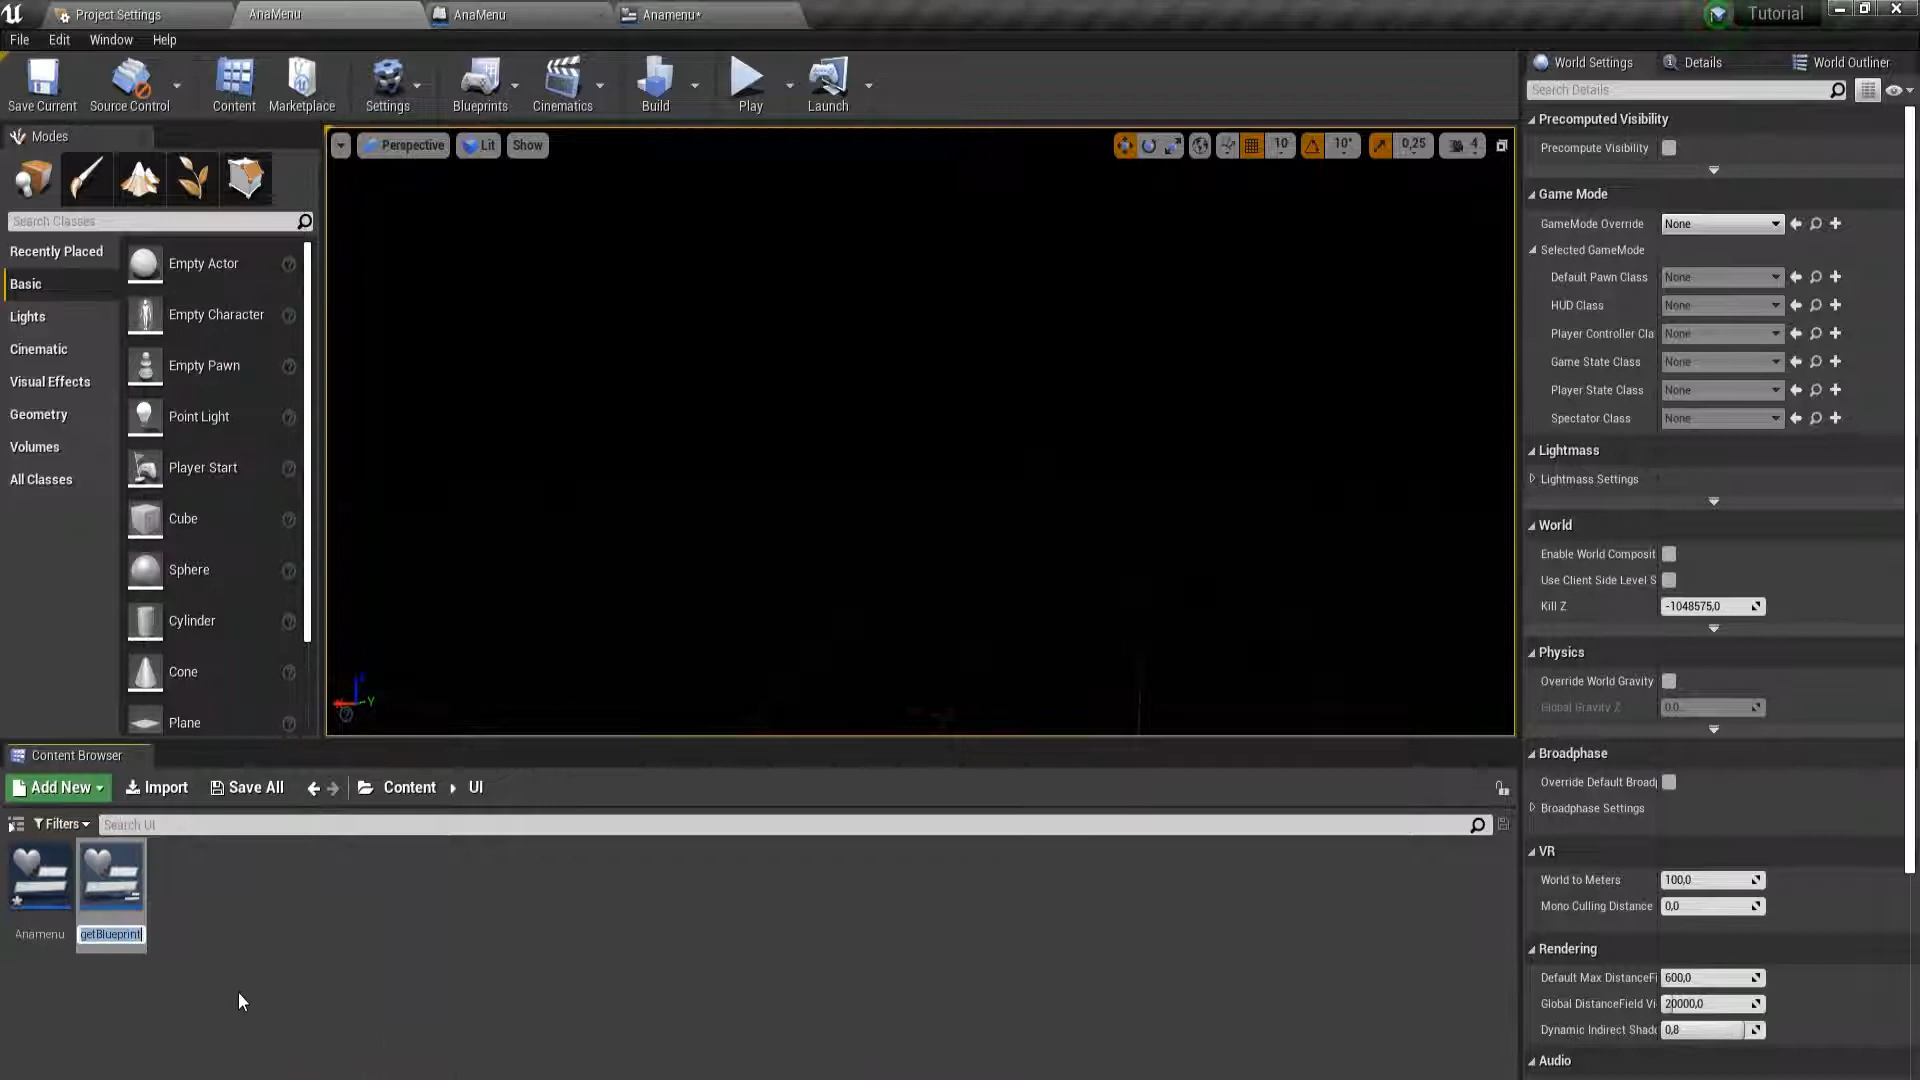 Project Settings
AnaMenu
AnaMenu
Anamenu*
Tutorial
File
Edit
Window
Help
Save Current
Source Control
Content
Marketplace
Settings
Blueprints
Cinematics
Build
Play
Launch
World Settings
Details
World Outliner
Search Details
Modes
Search Classes
Recently Placed
Basic
Lights
Cinematic
Visual Effects
Geometry
Volumes
All Classes
Empty Actor
Empty Character
Empty Pawn
Point Light
Player Start
Cube
Sphere
Cylinder
Cone
Plane
Perspective
Lit
Show
10
10°
0,25
4
Y
Precomputed Visibility
Precompute Visibility
Game Mode
GameMode Override
None
Selected GameMode
Default Pawn Class
None
HUD Class
None
Player Controller Cla
None
Game State Class
None
Player State Class
None
Spectator Class
None
Lightmass
Lightmass Settings
World
Enable World Composit
Use Client Side Level S
Kill Z
-1048575,0
Physics
Override World Gravity
Global Gravity Z
0,0
Broadphase
Override Default Broadp
Broadphase Settings
VR
World to Meters
100,0
Mono Culling Distance
0,0
Rendering
Default Max DistanceFi
600,0
Global DistanceField Vi
20000,0
Dynamic Indirect Shado
0,8
Audio
Content Browser
Add New
Import
Save All
Content
UI
Filters
Search UI
Anamenu
getBlueprint